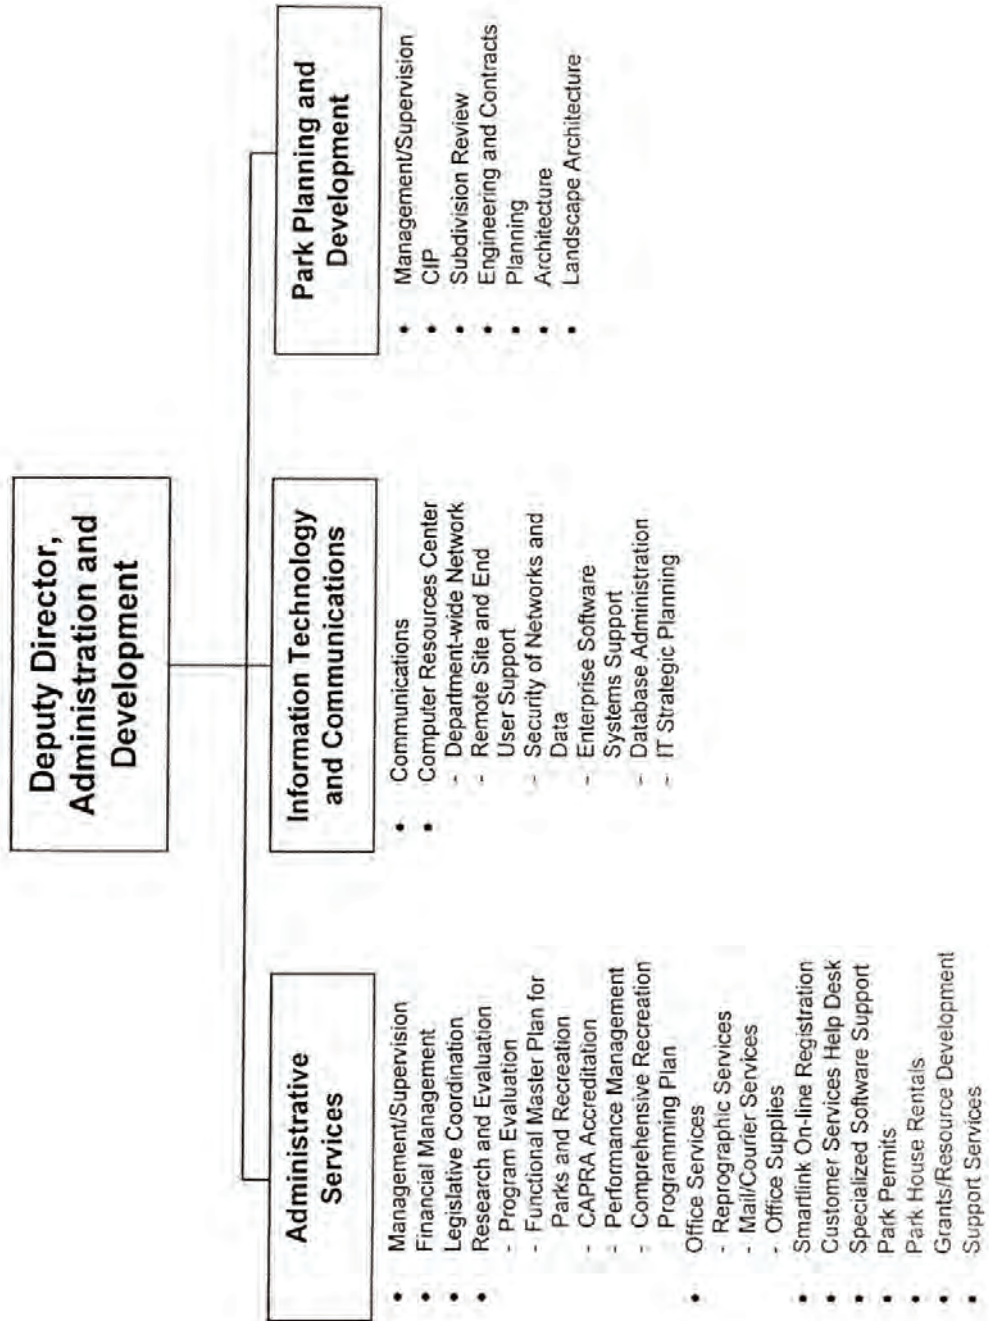 Deputy Director,
Administration and
Development
Administrative
Services
• Management/Supervision
• Financial Management
• Legislative Coordination
• Research and Evaluation
- Program Evaluation
- Functional Master Plan for
Parks and Recreation
- CAPRA Accreditation
- Performance Management
- Comprehensive Recreation
Programming Plan
• Office Services
- Reprographic Services
- Mail/Courier Services
- Office Supplies
• Smartlink On-line Registration
• Customer Services Help Desk
• Specialized Software Support
• Park Permits
• Park House Rentals
• Grants/Resource Development
• Support Services
Information Technology
and Communications
• Communications
• Computer Resources Center
- Department-wide Network
- Remote Site and End
User Support
- Security of Networks and
Data
- Enterprise Software
Systems Support
- Database Administration
- IT Strategic Planning
Park Planning and
Development
• Management/Supervision
• CIP
• Subdivision Review
• Engineering and Contracts
• Planning
• Architecture
• Landscape Architecture